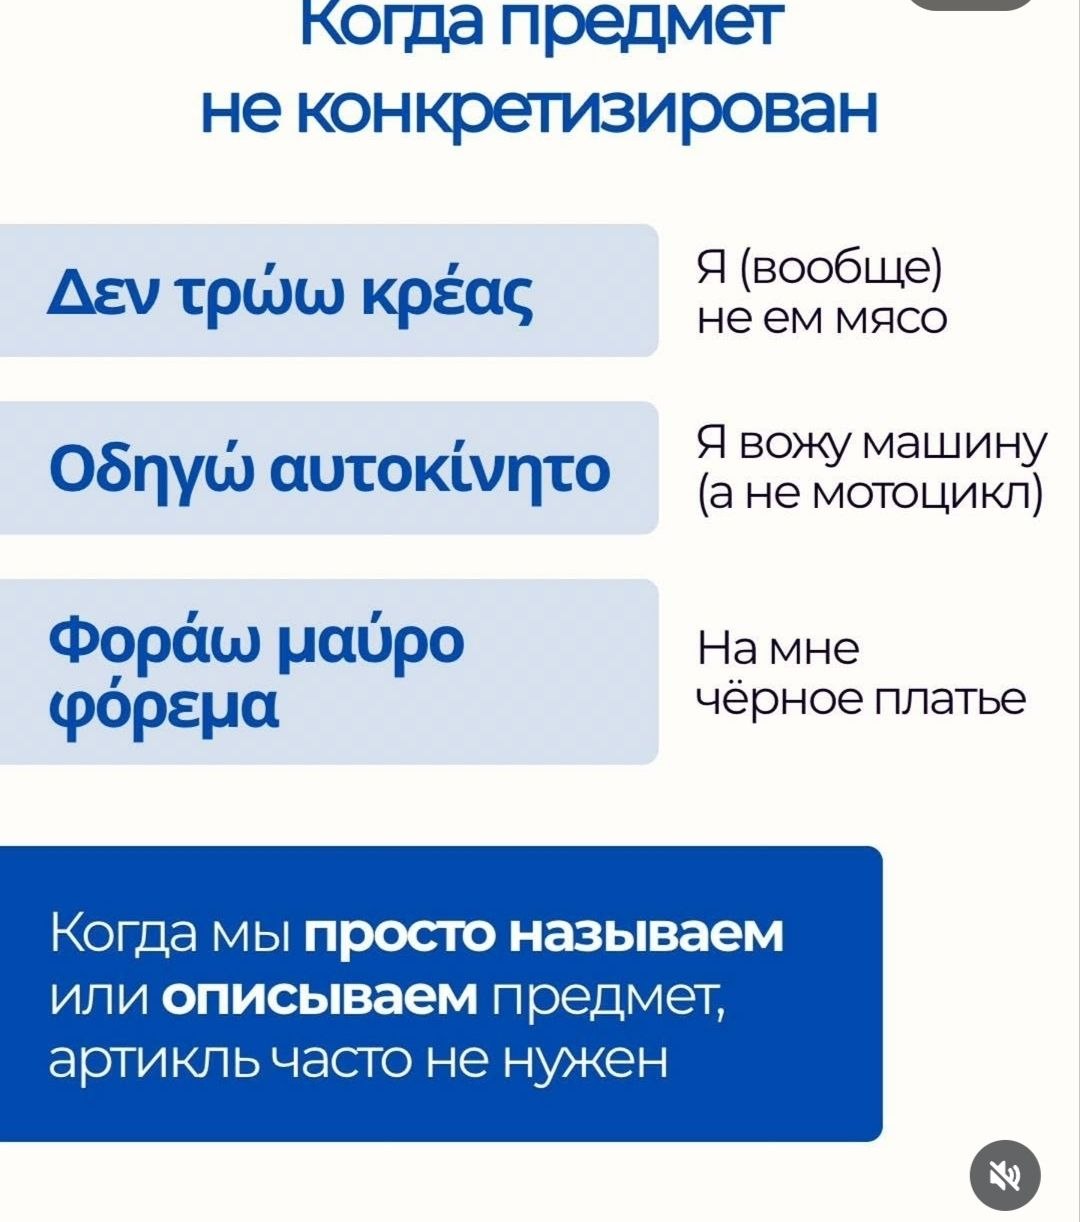 Когда предмет
не конкретизирован
Δεν τρώω κρέας
Я (вообще)
не ем мясо
Οδηγώ αυτοκίνητο
Я вожу машину
(а не мотоцикл)
Φοράω μαύρο
φόρεμα
На мне
чёрное платье
Когда мы просто называем
или описываем предмет,
артикль часто не нужен